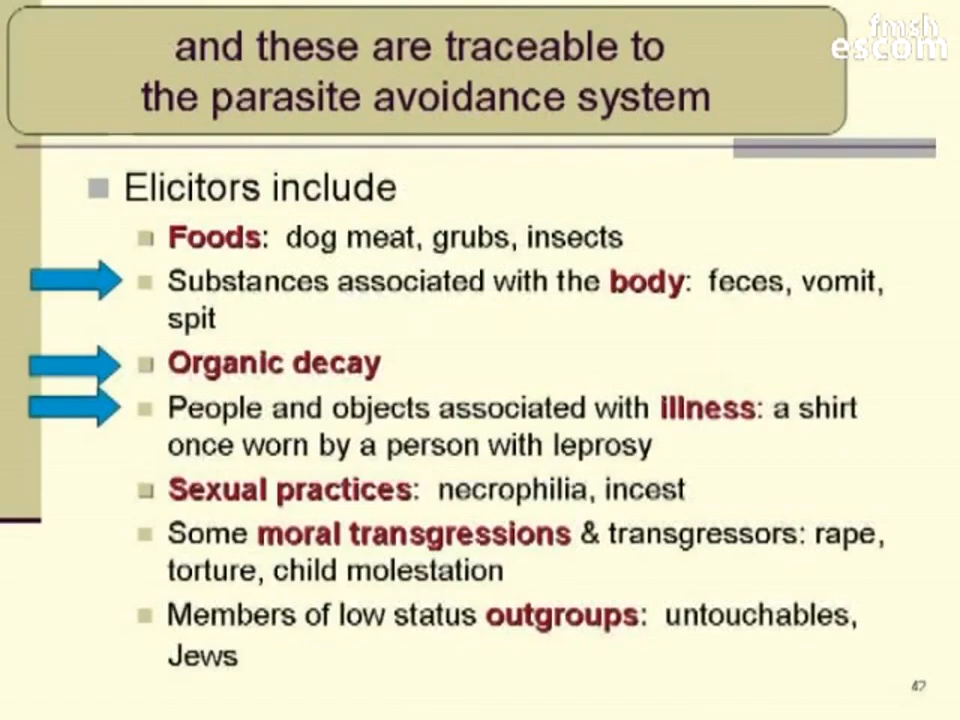 fmsh
escom
and these are traceable to
the parasite avoidance system
Elicitors include
Foods: dog meat, grubs, insects
Substances associated with the body: feces, vomit,
spit
Organic decay
People and objects associated with illness: a shirt
once worn by a person with leprosy
Sexual practices: necrophilia, incest
Some moral transgressions & transgressors: rape,
torture, child molestation
Members of low status outgroups: untouchables,
Jews
42